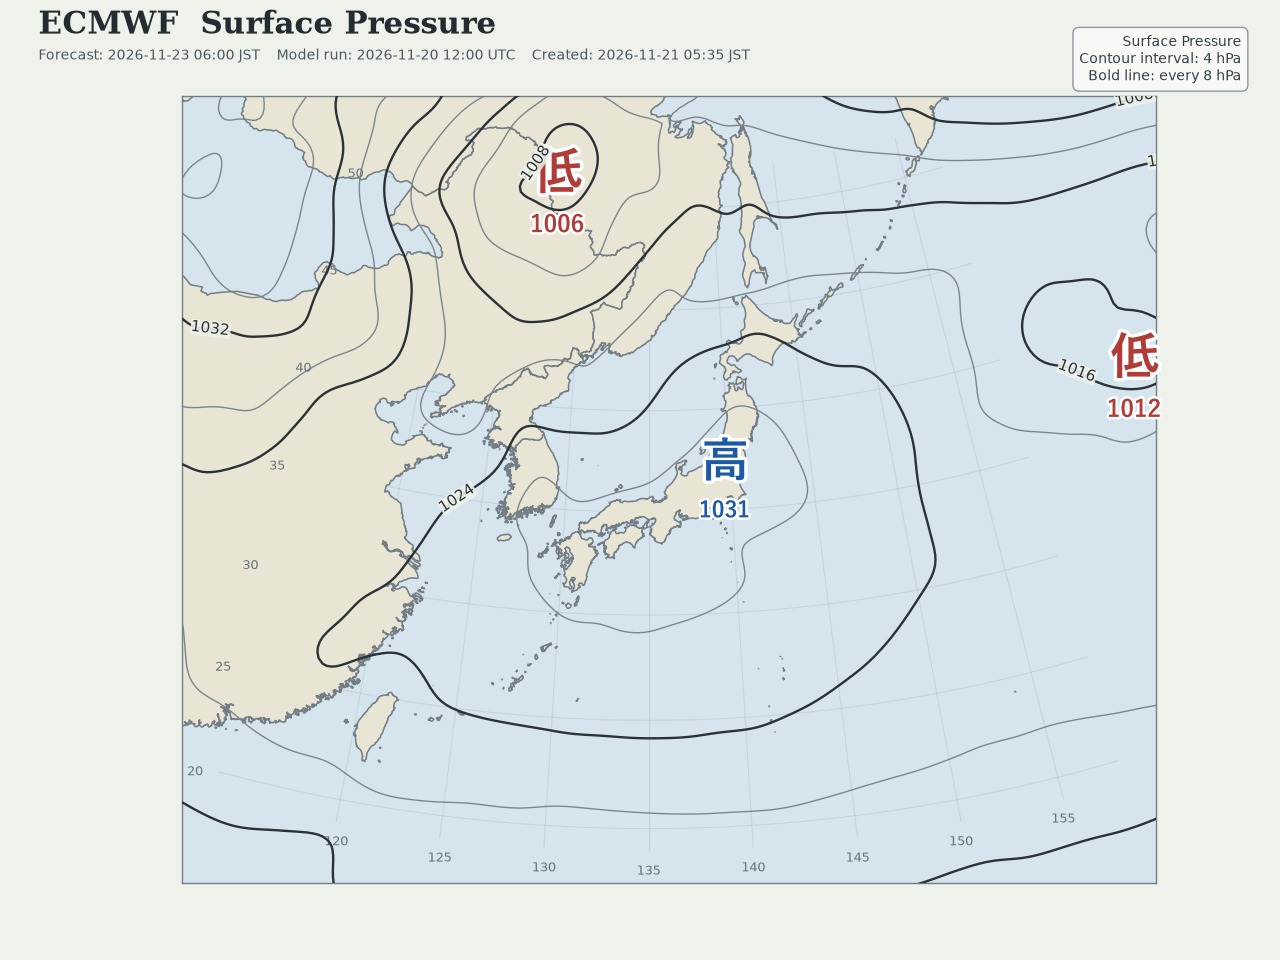 ECMWF  Surface Pressure
Forecast: 2026-11-23 06:00 JST    Model run: 2026-11-20 12:00 UTC    Created: 2026-11-21 05:35 JST
Surface Pressure
Contour interval: 4 hPa
Bold line: every 8 hPa
1008
低
1006
50
45
1032
40
低
1016
1012
35
高
1031
1024
30
25
20
155
120
150
125
145
130
140
135